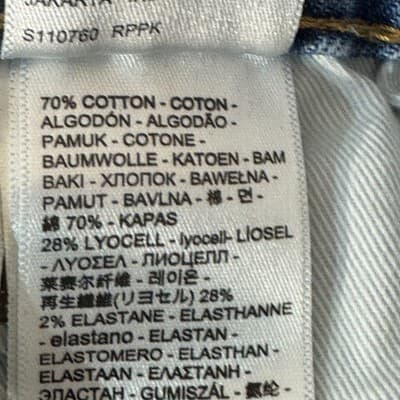 JAKARTA
S110760 RPPK
70% COTTON - COTON -
ALGODÓN - ALGODÃO -
PAMUK - COTONE -
BAUMWOLLE - KATOEN - BAM
BAKI - ХЛОПОК - BAWEŁNA -
PAMUT - BAVLNA - 棉 - 면 -
綿 70% - KAPAS
28% LYOCELL - lyocell- LİOSEL
- ΛΥΟΣΕΛ - ЛИОЦЕЛЛ -
莱赛尔纤维 - 레이온 -
再生繊維(リヨセル) 28%
2% ELASTANE - ELASTHANNE
- elastano - ELASTAN -
ELASTOMERO - ELASTHAN -
ELASTAAN - ΕΛΑΣΤΑΝΗ -
ЭЛАСТАН - GUMISZÁL - 氨纶 -